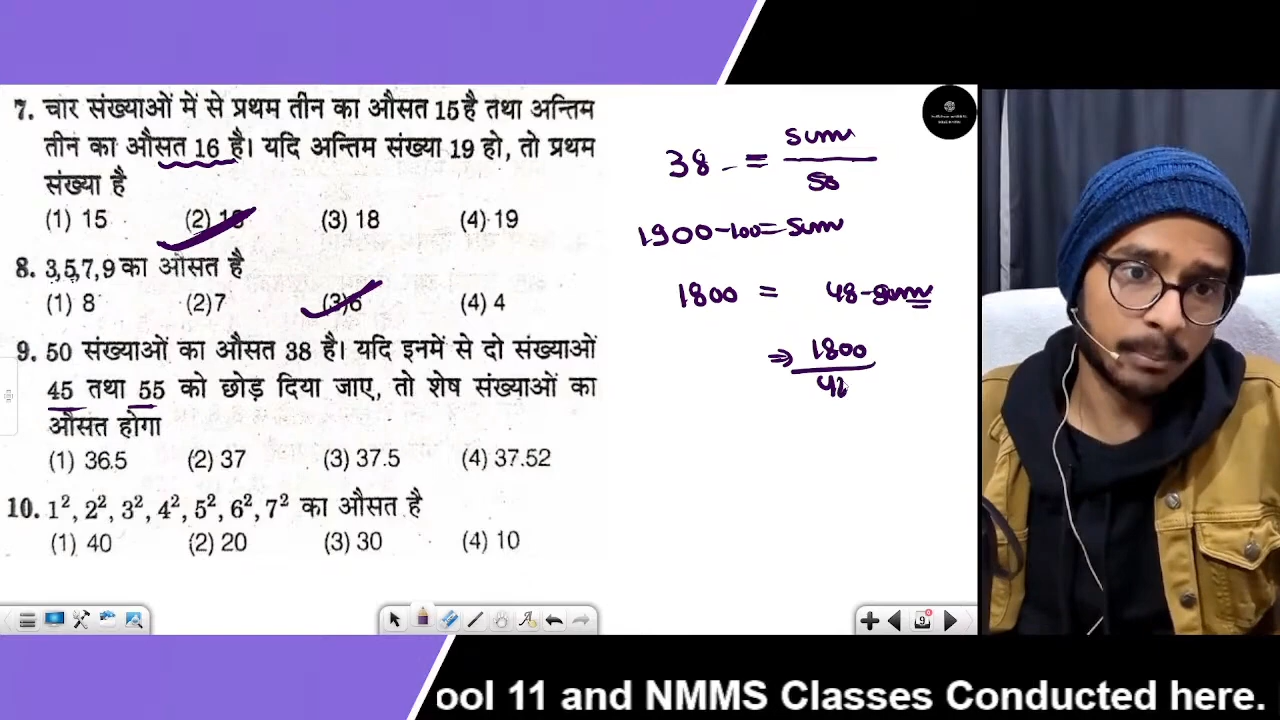 7. चार संख्याओं में से प्रथम तीन का औसत 15 है तथा अन्तिम
तीन का औसत 16 है। यदि अन्तिम संख्या 19 हो, तो प्रथम
संख्या है
(1) 15 (2) (3) 18 (4) 19
8. 3,5,7,9 का औसत है
(1) 8 (2) 7 (3) 6 (4) 4
9. 50 संख्याओं का औसत 38 है। यदि इनमें से दो संख्याओं
45 तथा 55 को छोड़ दिया जाए, तो शेष संख्याओं का
औसत होगा
(1) 36.5 (2) 37 (3) 37.5 (4) 37.52
10. 1², 2², 3², 4², 5², 6², 7² का औसत है
(1) 40 (2) 20 (3) 30 (4) 10
38 = sum
50
1900-100=Sum
1800 = 48-sum
⇒ 1800
48
9
ool 11 and NMMS Classes Conducted here.